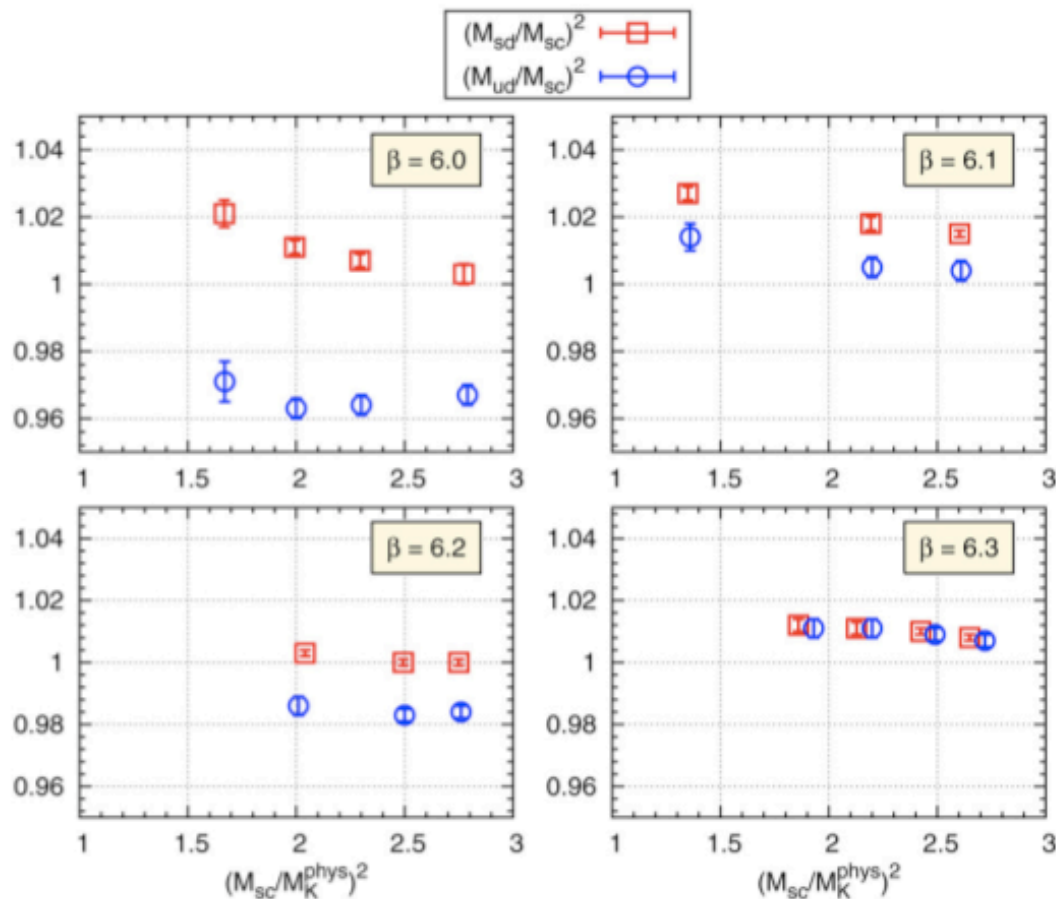 (M_sd/M_sc)^2
(M_ud/M_sc)^2
β = 6.0
1.04
1.02
1
0.98
0.96
1 1.5 2 2.5 3
β = 6.1
1.04
1.02
1
0.98
0.96
1 1.5 2 2.5 3
β = 6.2
1.04
1.02
1
0.98
0.96
1 1.5 2 2.5 3
(M_sc/M_K^phys)^2
β = 6.3
1.04
1.02
1
0.98
0.96
1 1.5 2 2.5 3
(M_sc/M_K^phys)^2